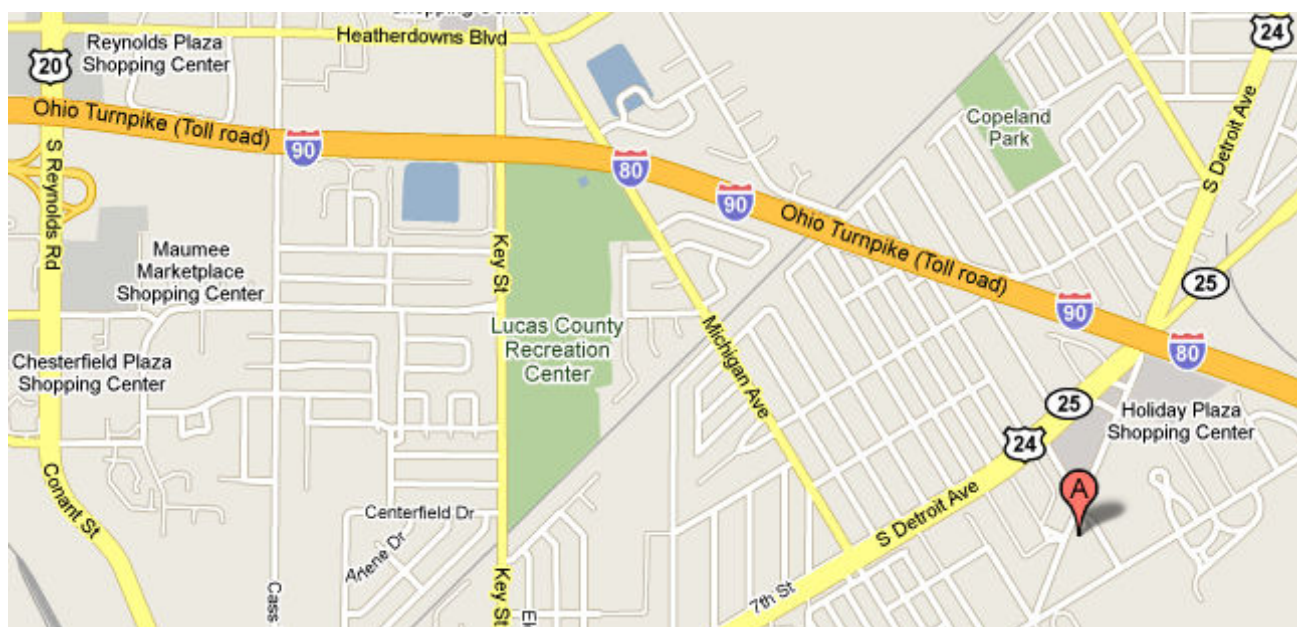 Shopping Center
Heatherdowns Blvd
24
Reynolds Plaza
Shopping Center
20
Ohio Turnpike (Toll road)
90
80
90
Copeland
Park
S Detroit Ave
S Reynolds Rd
Key St
Ohio Turnpike (Toll road)
Maumee
Marketplace
Shopping Center
25
90
80
Lucas County
Recreation
Center
Michigan Ave
Chesterfield Plaza
Shopping Center
25
Holiday Plaza
Shopping Center
24
A
Conant St
Centerfield Dr
S Detroit Ave
Arlene Dr
Cass
Key St
7th St